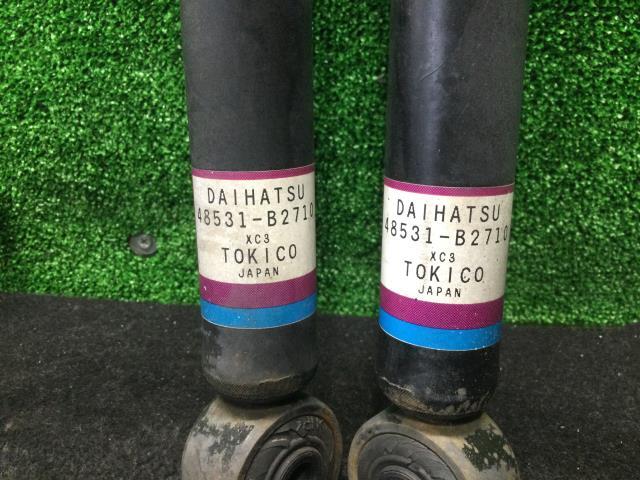 DAIHATSU
48531-B2710
XC3
TOKICO
JAPAN
DAIHATSU
48531-B2710
XC3
TOKICO
JAPAN